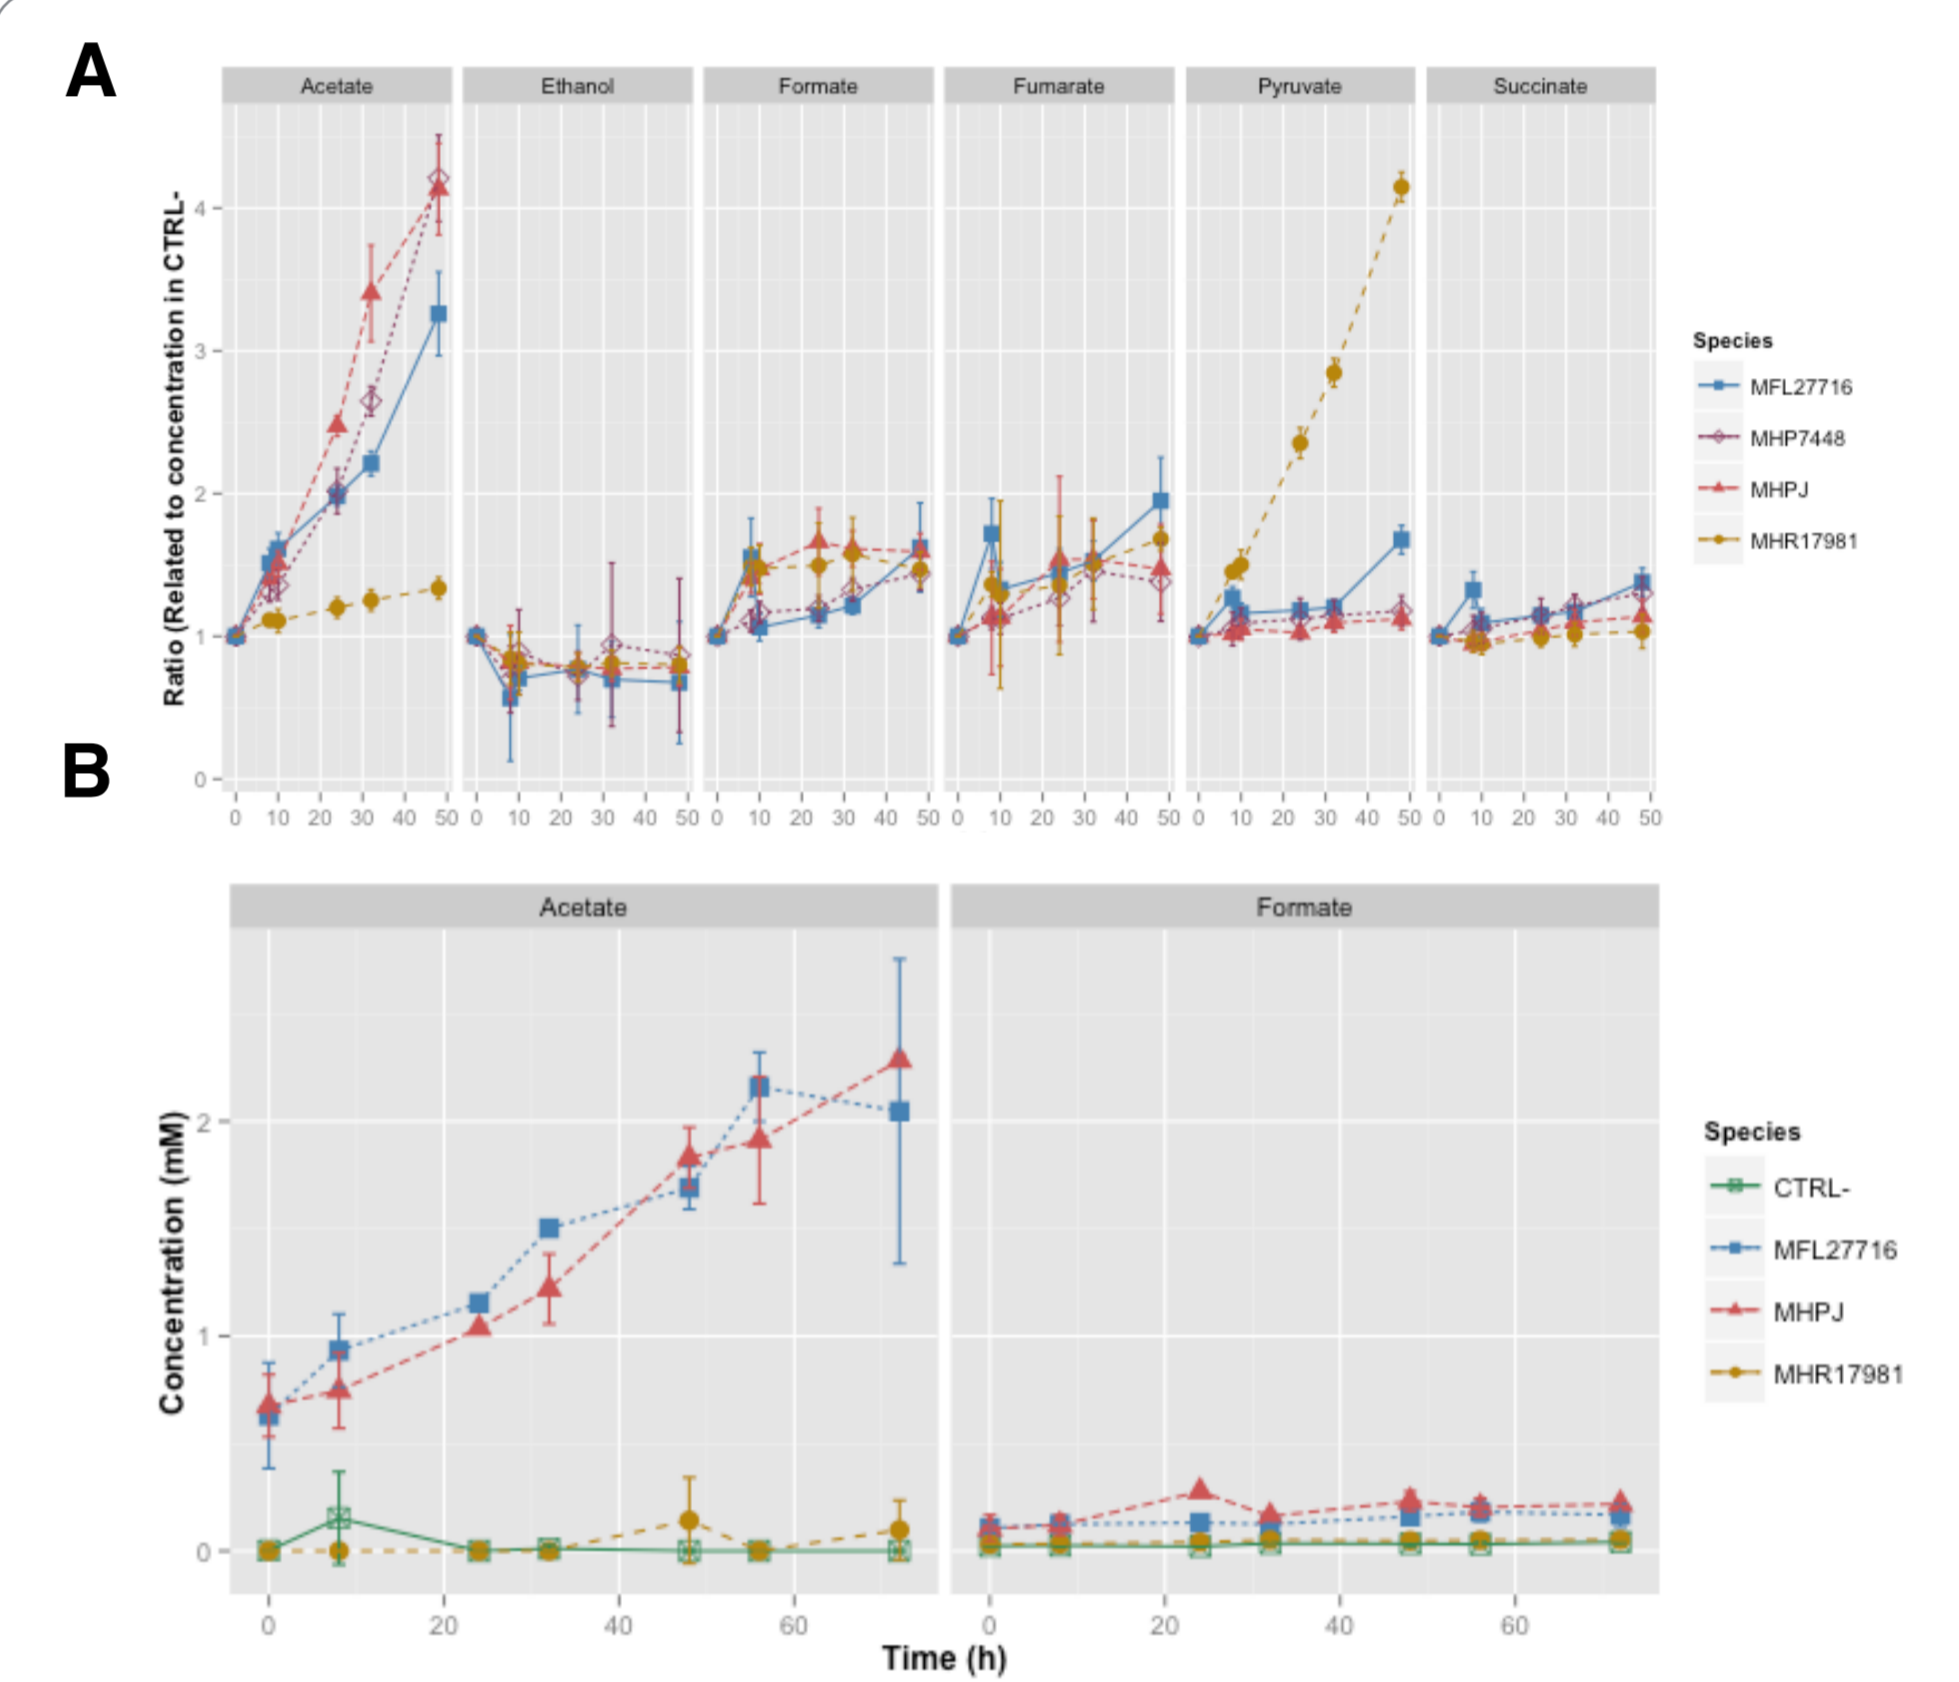 A
Acetate Ethanol Formate Fumarate Pyruvate Succinate
Ratio (Related to concentration in CTRL-
4
3
2
1
0
0 10 20 30 40 50 0 10 20 30 40 50 0 10 20 30 40 50 0 10 20 30 40 50 0 10 20 30 40 50 0 10 20 30 40 50
Species
MFL27716
MHP7448
MHPJ
MHR17981
B
Acetate Formate
Concentration (mM)
2
1
0
0 20 40 60 0 20 40 60
Time (h)
Species
CTRL-
MFL27716
MHPJ
MHR17981